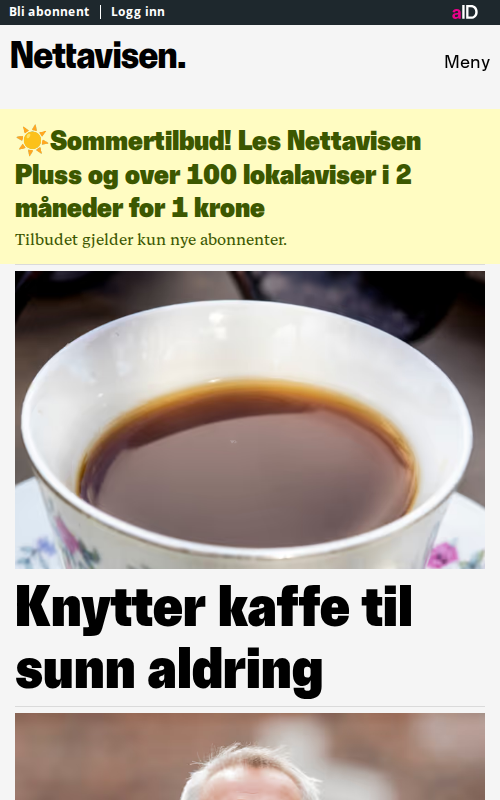 Bli abonnent
Logg inn
aID
Nettavisen.
Meny
☀️Sommertilbud! Les Nettavisen
Pluss og over 100 lokalaviser i 2
måneder for 1 krone
Tilbudet gjelder kun nye abonnenter.
Knytter kaffe til
sunn aldring